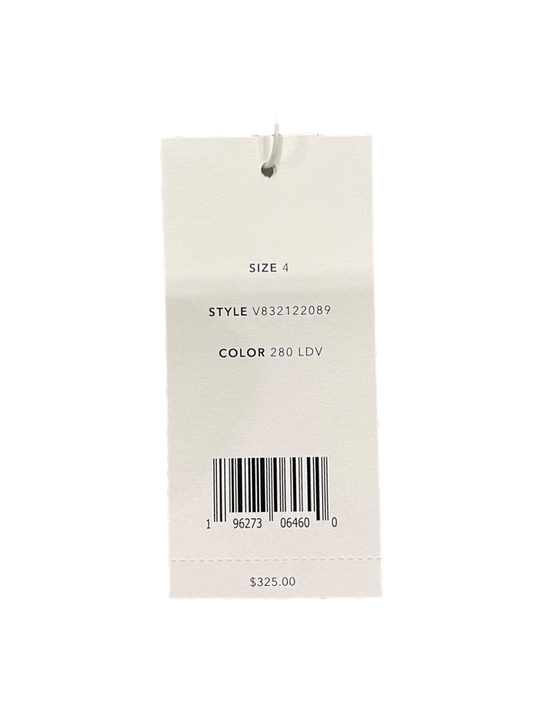 SIZE 4
STYLE V832122089
COLOR 280 LDV
1 96273 06460 0
$325.00